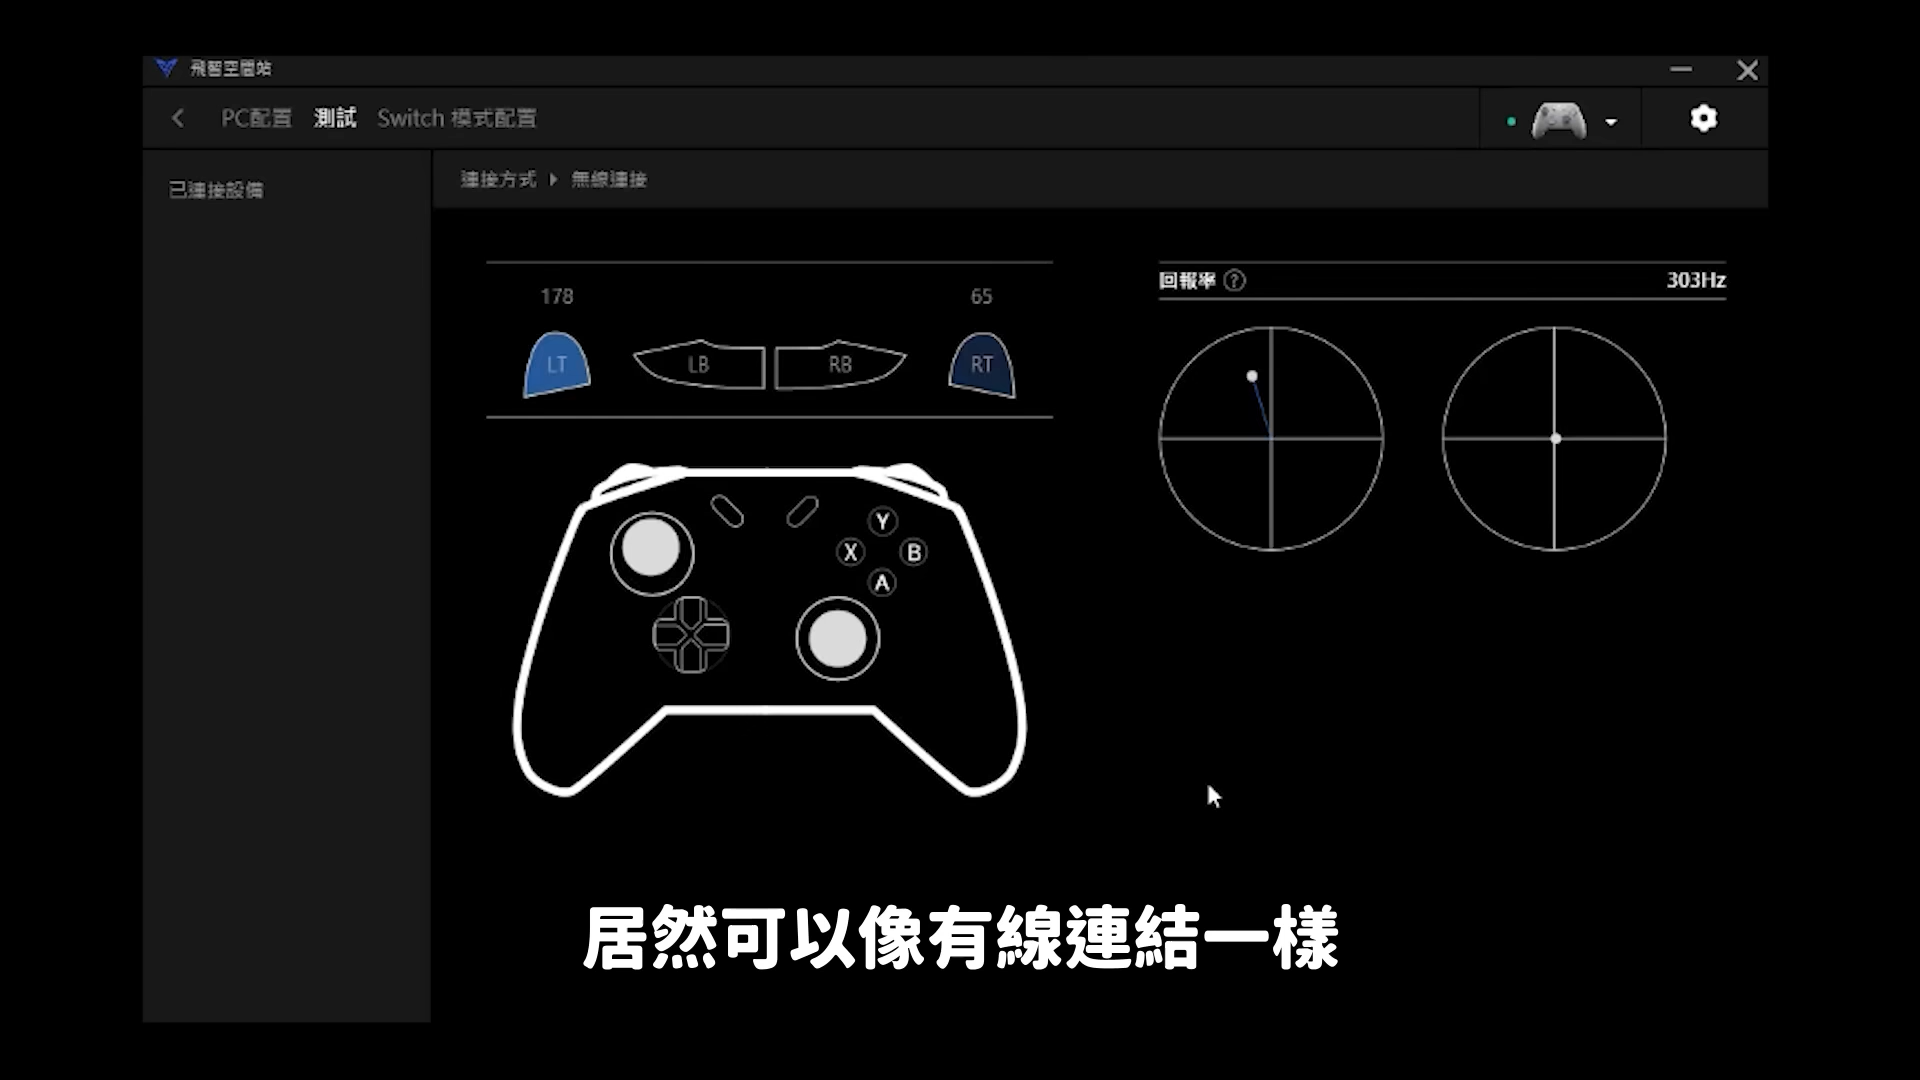 飛智空間站
PC配置 測試 Switch 模式配置
已連接設備
連接方式 無線連接
178 65
LT LB RB RT
回報率 ? 303Hz
Y
X B
A
居然可以像有線連結一樣